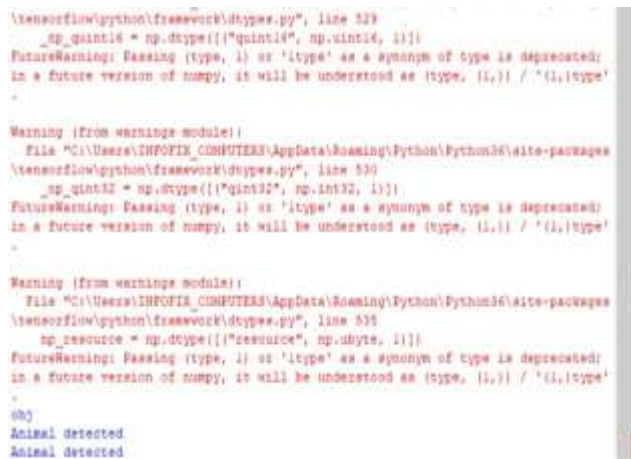 \tensorflow\python\framework\dtypes.py", line 529
_np_quint16 = np.dtype([("quint16", np.uint16, 1)])
FutureWarning: Passing (type, 1) or '1type' as a synonym of type is deprecated;
in a future version of numpy, it will be understood as (type, (1,)) / '(1,)type'
.
Warning (from warnings module):
File "C:\Users\INFOFIX_COMPUTERS\AppData\Roaming\Python\Python36\site-packages
\tensorflow\python\framework\dtypes.py", line 530
_np_qint32 = np.dtype([("qint32", np.int32, 1)])
FutureWarning: Passing (type, 1) or '1type' as a synonym of type is deprecated;
in a future version of numpy, it will be understood as (type, (1,)) / '(1,)type'
.
Warning (from warnings module):
File "C:\Users\INFOFIX_COMPUTERS\AppData\Roaming\Python\Python36\site-packages
\tensorflow\python\framework\dtypes.py", line 535
np_resource = np.dtype([("resource", np.ubyte, 1)])
FutureWarning: Passing (type, 1) or '1type' as a synonym of type is deprecated;
in a future version of numpy, it will be understood as (type, (1,)) / '(1,)type'
.
obj
Animal detected
Animal detected